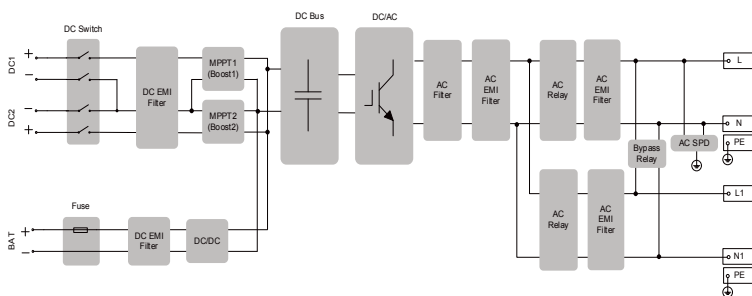 DC Bus
DC/AC
DC Switch
DC1
+
−
DC2
−
+
DC EMI
Filter
MPPT1
(Boost1)
MPPT2
(Boost2)
AC
Filter
AC
EMI
Filter
AC
Relay
AC
EMI
Filter
L
N
PE
Bypass
Relay
AC SPD
L1
Fuse
BAT
+
−
DC EMI
Filter
DC/DC
AC
Relay
AC
EMI
Filter
N1
PE